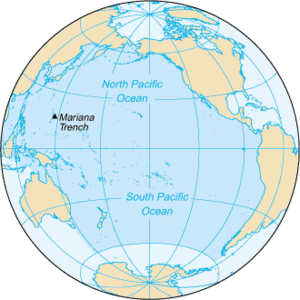 North Pacific
Ocean
Mariana
Trench
South Pacific
Ocean